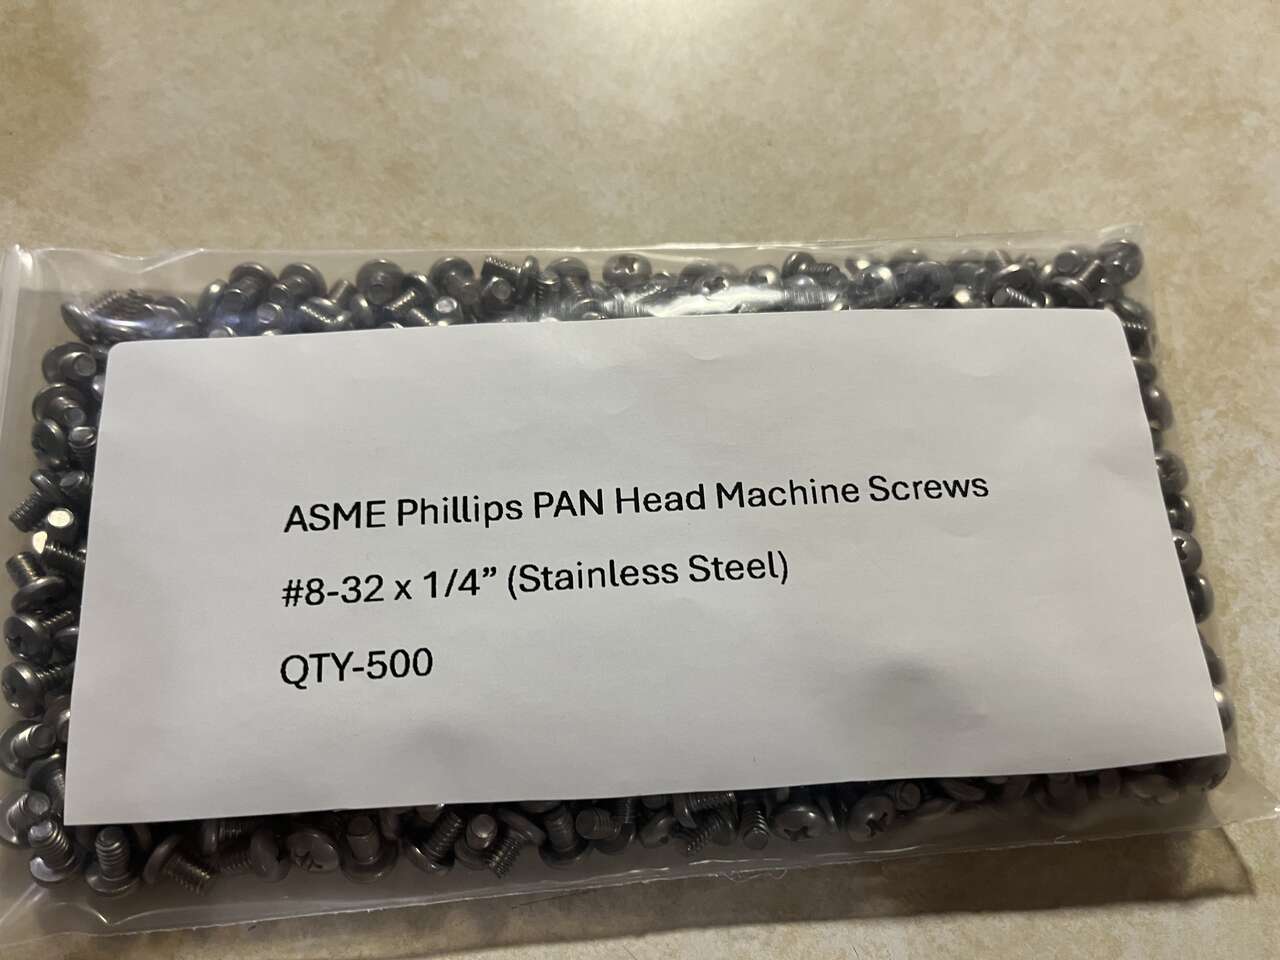 ASME Phillips PAN Head Machine Screws
#8-32 x 1/4” (Stainless Steel)
QTY-500